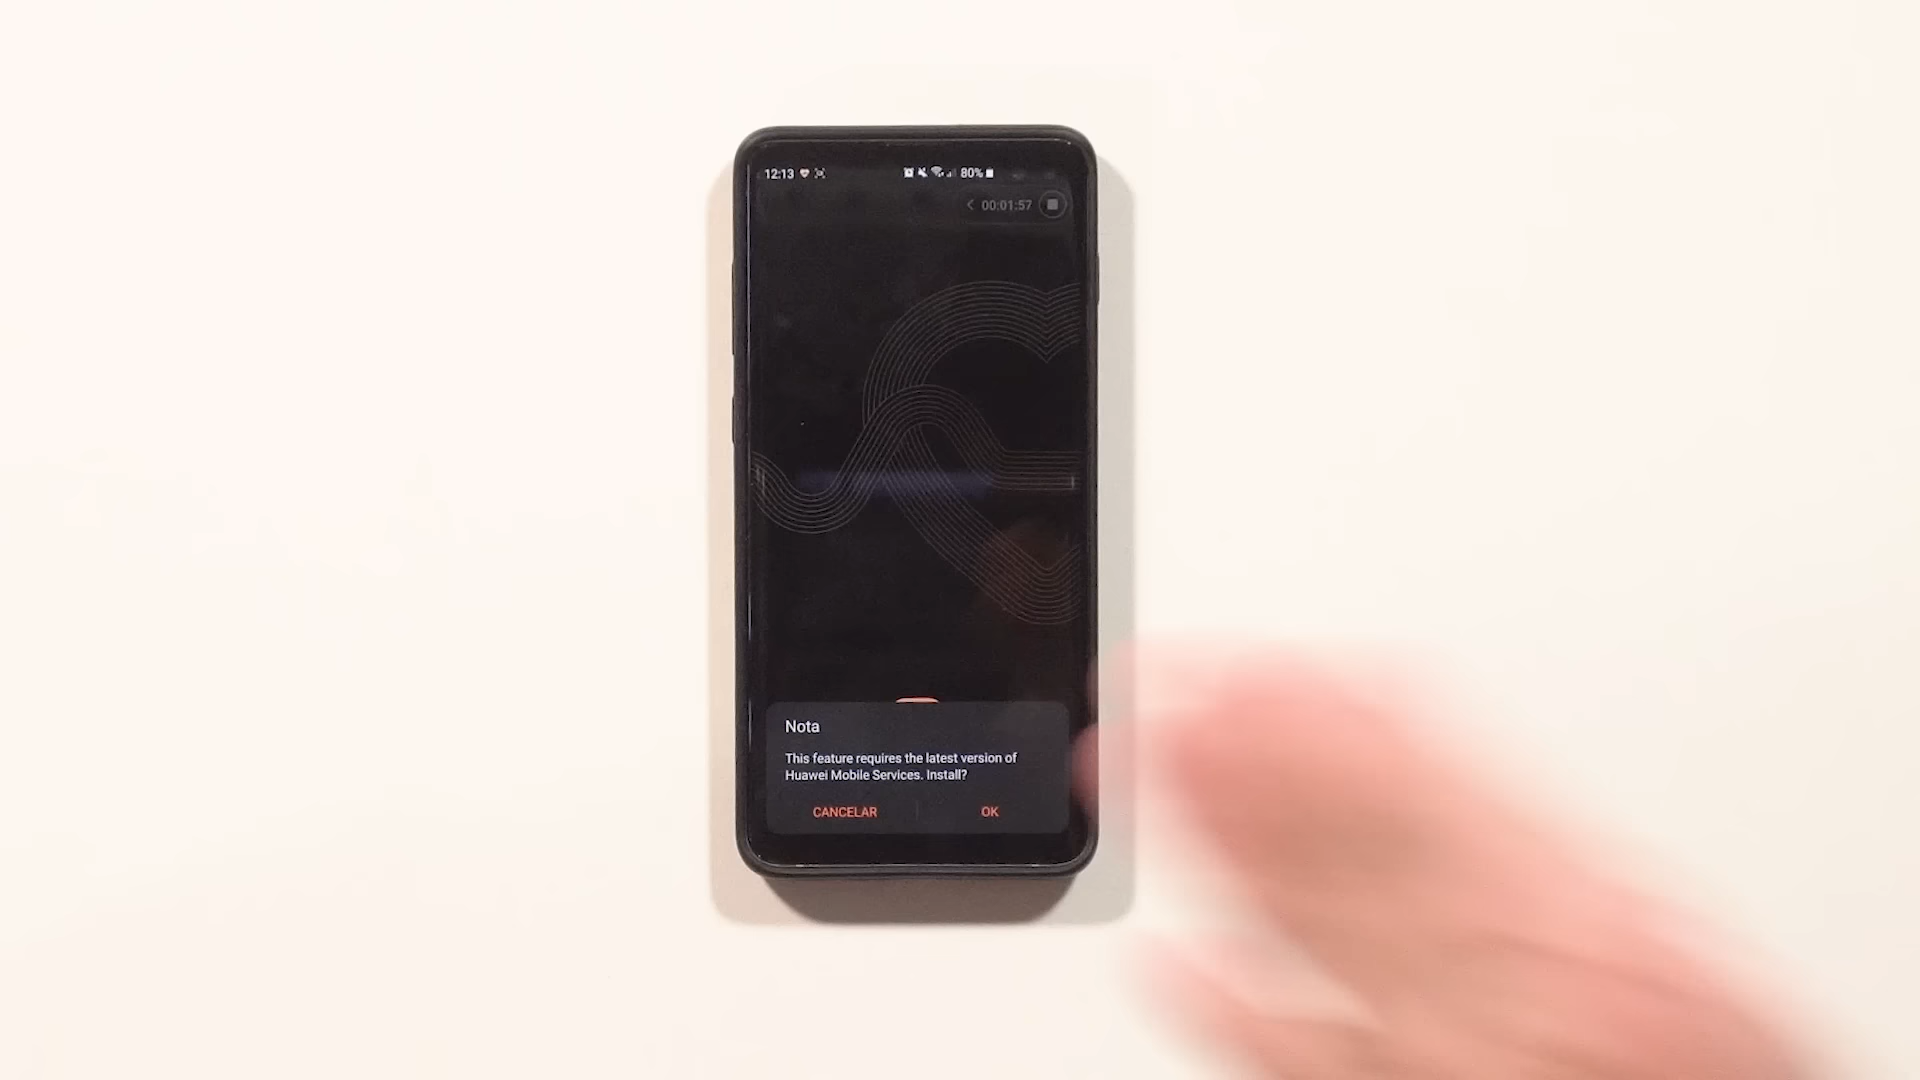 12:13 80%
00:01:57
Nota
This feature requires the latest version of
Huawei Mobile Services. Install?
CANCELAR OK